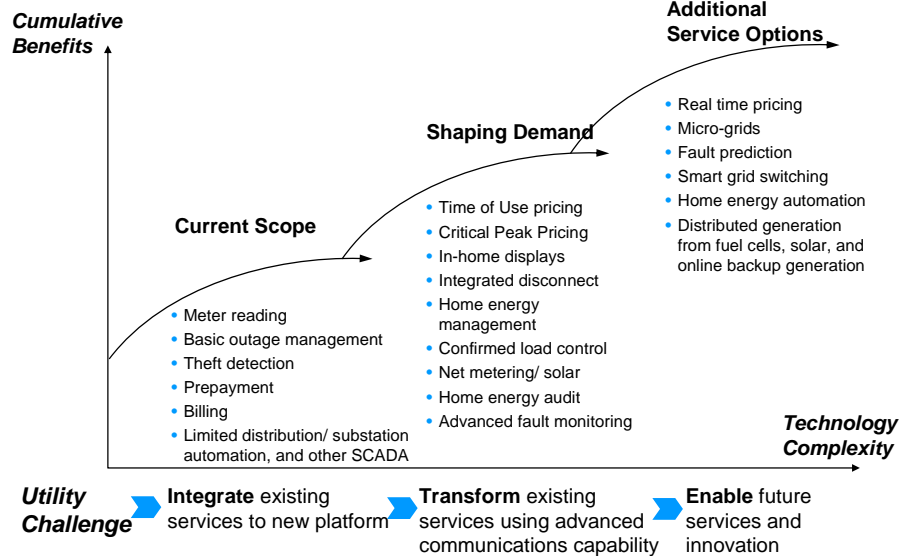 Cumulative
Benefits
Additional
Service Options
Real time pricing
Micro-grids
Fault prediction
Smart grid switching
Home energy automation
Distributed generation
from fuel cells, solar, and
online backup generation
Shaping Demand
Time of Use pricing
Critical Peak Pricing
In-home displays
Integrated disconnect
Home energy
management
Confirmed load control
Net metering/ solar
Home energy audit
Advanced fault monitoring
Current Scope
Meter reading
Basic outage management
Theft detection
Prepayment
Billing
Limited distribution/ substation
automation, and other SCADA
Technology
Complexity
Utility
Challenge
Integrate existing
services to new platform
Transform existing
services using advanced
communications capability
Enable future
services and
innovation